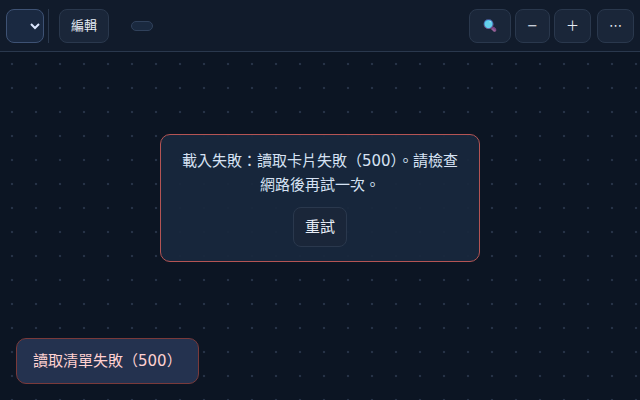 編輯
− + ⋯
載入失敗：讀取卡片失敗（500）。請檢查
網路後再試一次。
重試
讀取清單失敗（500）